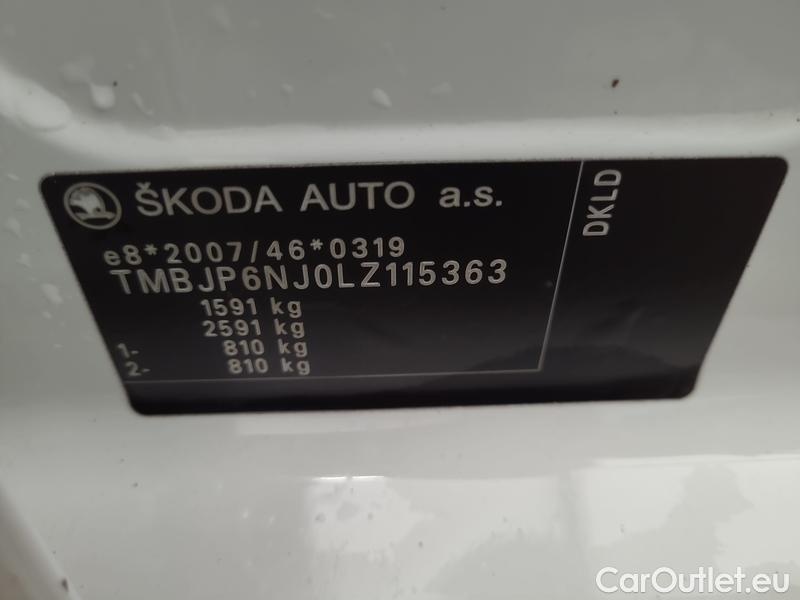 ŠKODA AUTO a.s.
e8*2007/46*0319
TMBJP6NJ0LZ115363
1591 kg
2591 kg
1- 810 kg
2- 810 kg
DKLD
CarOutlet.eu